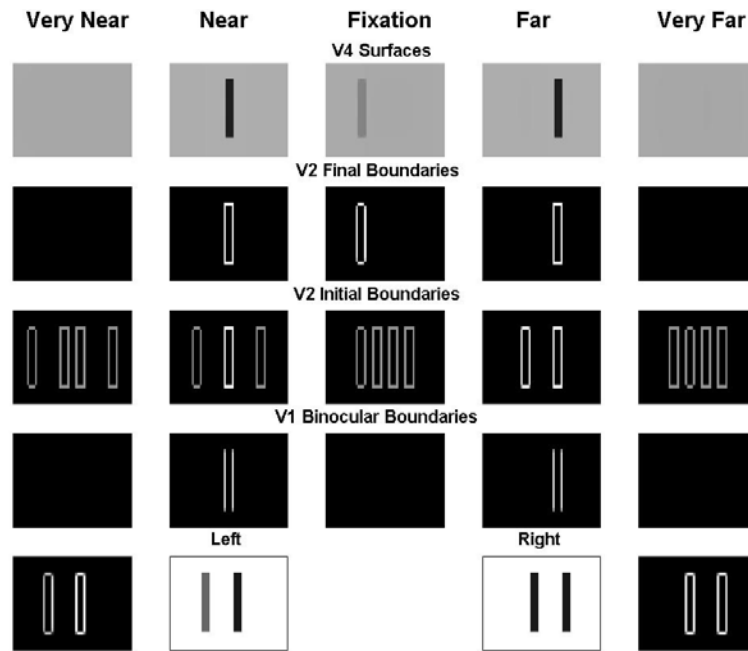 Very Near Near Fixation Far Very Far
V4 Surfaces
V2 Final Boundaries
V2 Initial Boundaries
V1 Binocular Boundaries
Left Right